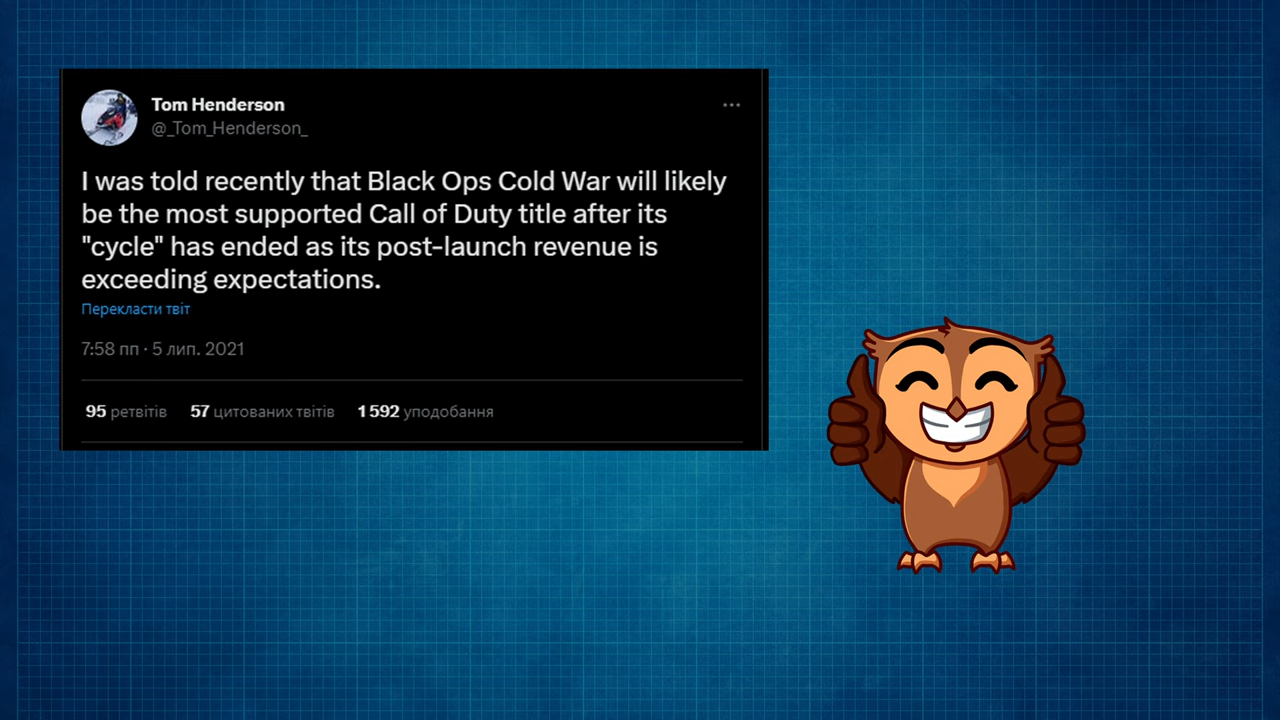 Tom Henderson
@_Tom_Henderson_
I was told recently that Black Ops Cold War will likely
be the most supported Call of Duty title after its
"cycle" has ended as its post-launch revenue is
exceeding expectations.
Перекласти твіт
7:58 пп · 5 лип. 2021
95 ретвітів 57 цитованих твітів 1 592 уподобання